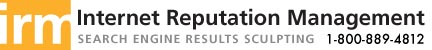 irm Internet Reputation Management
SEARCH ENGINE RESULTS SCULPTING 1-800-889-4812